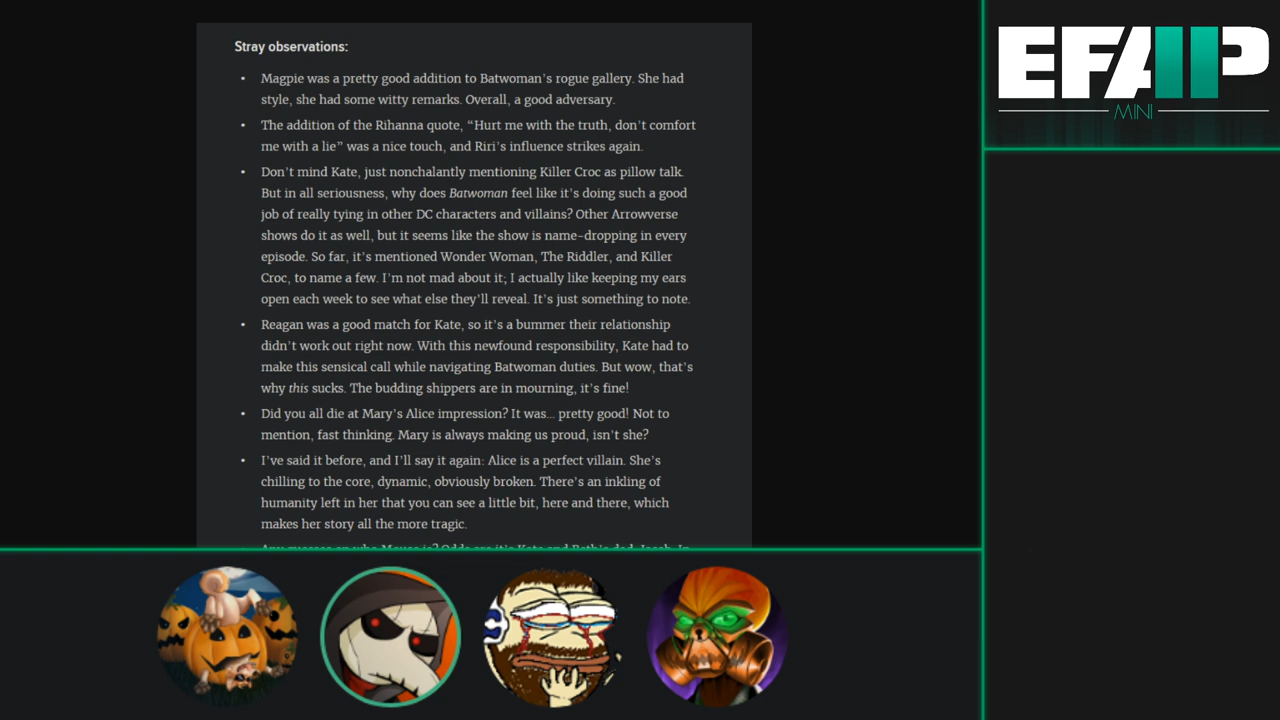 Stray observations:
• Magpie was a pretty good addition to Batwoman's rogue gallery. She had
style, she had some witty remarks. Overall, a good adversary.
• The addition of the Rihanna quote, “Hurt me with the truth, don't comfort
me with a lie” was a nice touch, and Riri's influence strikes again.
• Don't mind Kate, just nonchalantly mentioning Killer Croc as pillow talk.
But in all seriousness, why does Batwoman feel like it's doing such a good
job of really tying in other DC characters and villains? Other Arrowverse
shows do it as well, but it seems like the show is name-dropping in every
episode. So far, it's mentioned Wonder Woman, The Riddler, and Killer
Croc, to name a few. I'm not mad about it; I actually like keeping my ears
open each week to see what else they'll reveal. It's just something to note.
• Reagan was a good match for Kate, so it's a bummer their relationship
didn't work out right now. With this newfound responsibility, Kate had to
make this sensical call while navigating Batwoman duties. But wow, that's
why this sucks. The budding shippers are in mourning, it's fine!
• Did you all die at Mary's Alice impression? It was... pretty good! Not to
mention, fast thinking. Mary is always making us proud, isn't she?
• I've said it before, and I'll say it again: Alice is a perfect villain. She's
chilling to the core, dynamic, obviously broken. There's an inkling of
humanity left in her that you can see a little bit, here and there, which
makes her story all the more tragic.
EFAP
MINI